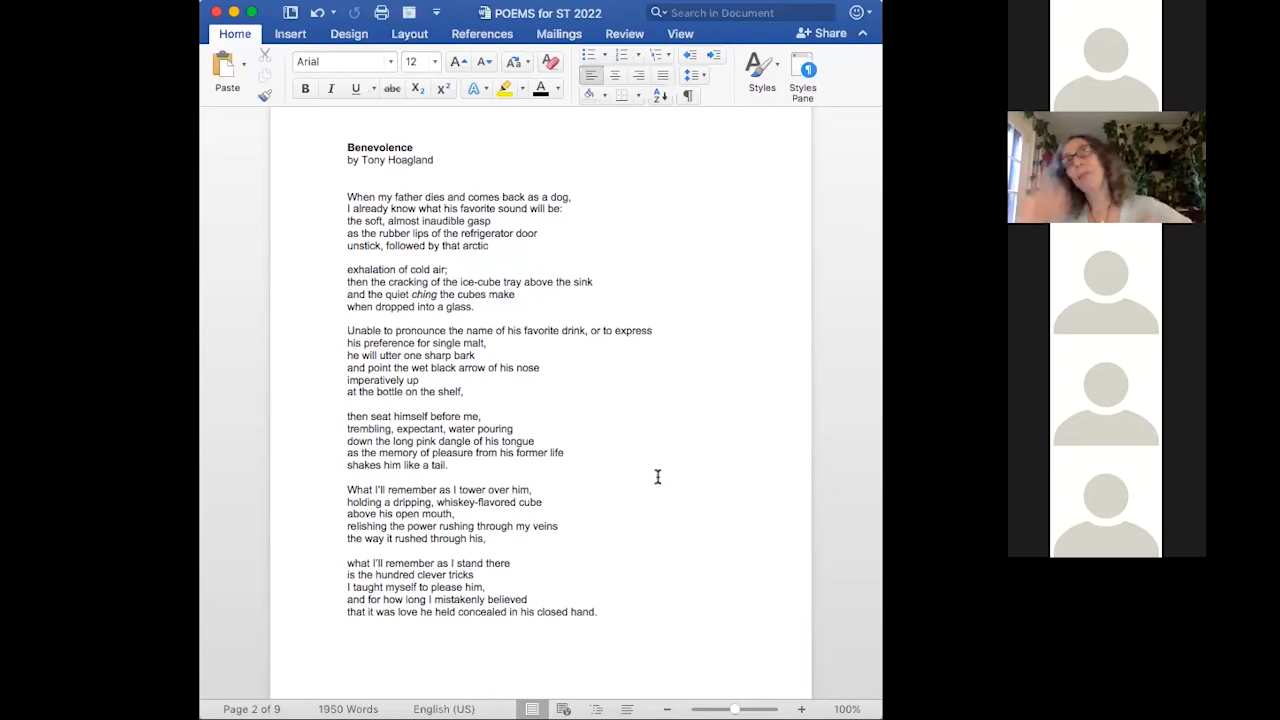 POEMS for ST 2022
Search in Document
Home Insert Design Layout References Mailings Review View Share
Paste
Arial 12
Styles
Styles Pane
Benevolence
by Tony Hoagland
When my father dies and comes back as a dog,
I already know what his favorite sound will be:
the soft, almost inaudible gasp
as the rubber lips of the refrigerator door
unstick, followed by that arctic
exhalation of cold air;
then the cracking of the ice-cube tray above the sink
and the quiet ching the cubes make
when dropped into a glass.
Unable to pronounce the name of his favorite drink, or to express
his preference for single malt,
he will utter one sharp bark
and point the wet black arrow of his nose
imperatively up
at the bottle on the shelf,
then seat himself before me,
trembling, expectant, water pouring
down the long pink dangle of his tongue
as the memory of pleasure from his former life
shakes him like a tail.
What I'll remember as I tower over him,
holding a dripping, whiskey-flavored cube
above his open mouth,
relishing the power rushing through my veins
the way it rushed through his,
what I'll remember as I stand there
is the hundred clever tricks
I taught myself to please him,
and for how long I mistakenly believed
that it was love he held concealed in his closed hand.
Page 2 of 9 1950 Words English (US) 100%